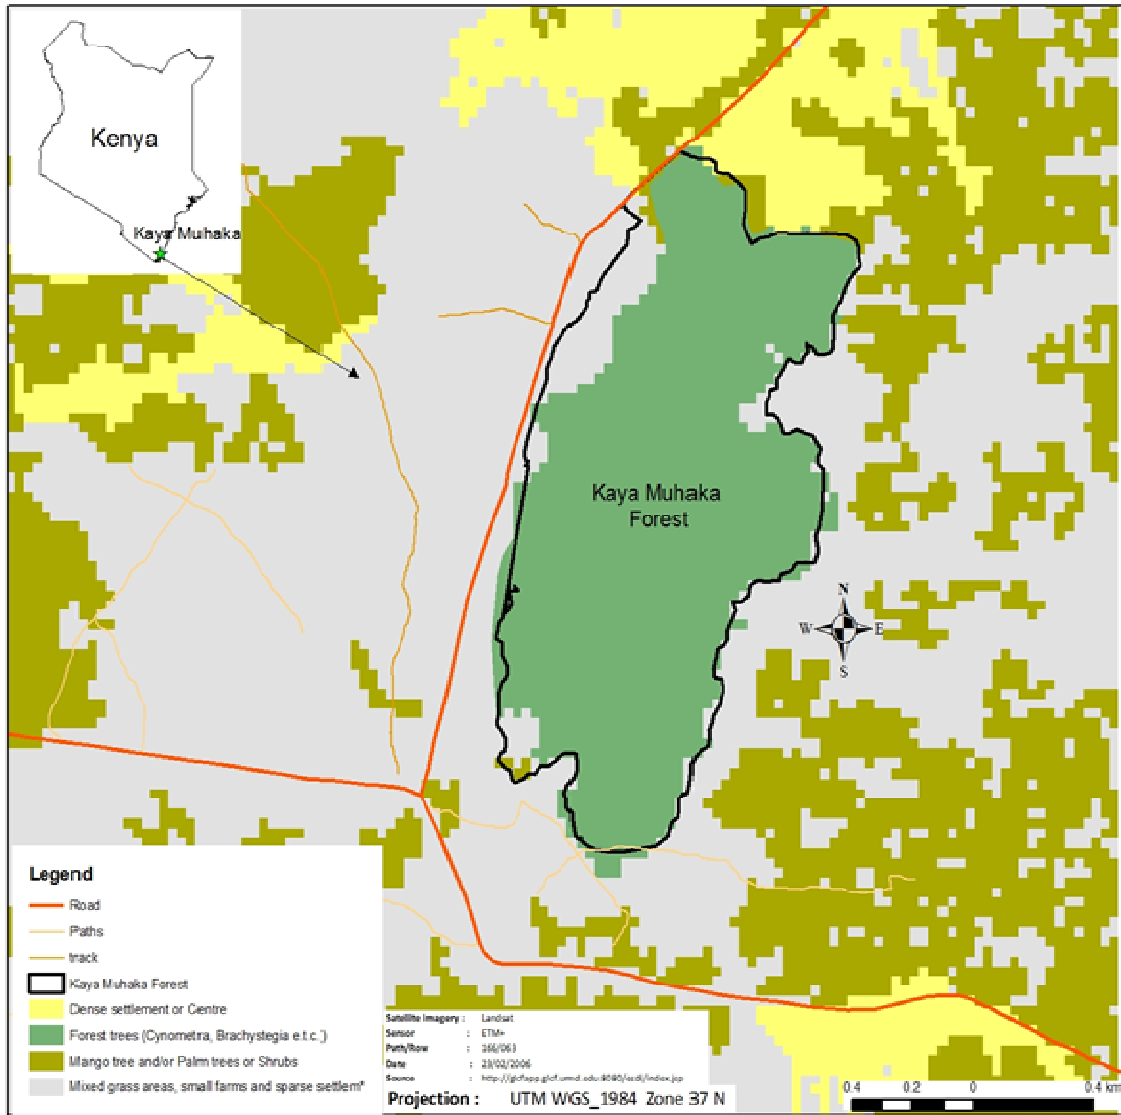 Kenya
Kaya Muhaka
Kaya Muhaka
Forest
N
W E
S
Legend
Road
Paths
track
Kaya Muhaka Forest
Dense settlement or Centre
Forest trees (Cynometra, Brachystegia e.t.c.)
Mango tree and/or Palm trees or Shrubs
Mixed grass areas, small farms and sparse settlem*
Satellite Imagery : Landsat
Sensor : ETM+
Path/Row : 166/063
Date : 23/02/2006
Source :
Projection : UTM WGS_1984 Zone 37 N
0.4 0.2 0 0.4 km